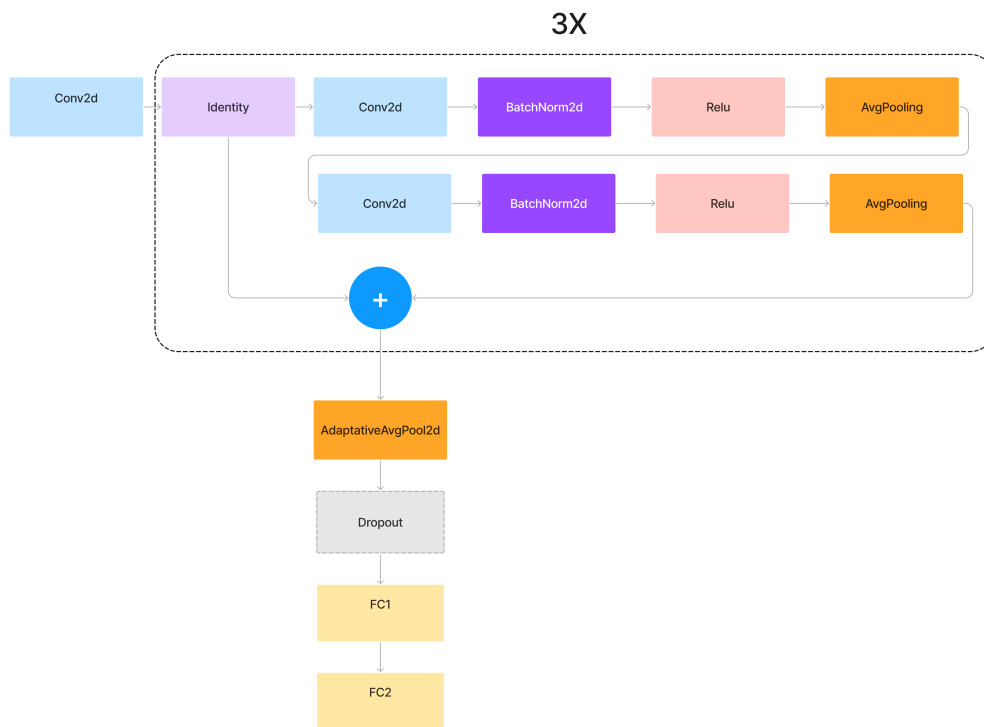 3X
Conv2d
Identity
Conv2d
BatchNorm2d
Relu
AvgPooling
Conv2d
BatchNorm2d
Relu
AvgPooling
+
AdaptativeAvgPool2d
Dropout
FC1
FC2